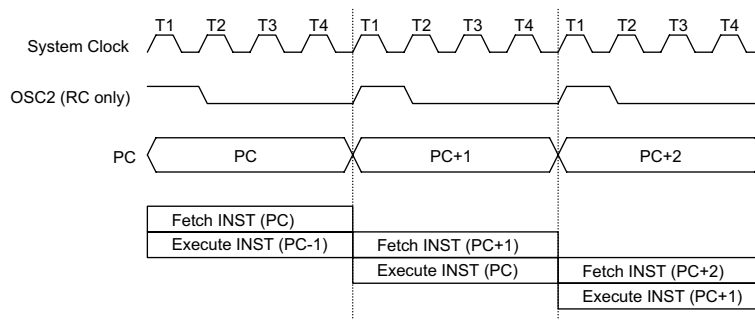 T1 T2 T3 T4 T1 T2 T3 T4 T1 T2 T3 T4
System Clock
OSC2 (RC only)
PC PC PC+1 PC+2
Fetch INST (PC)
Execute INST (PC-1) Fetch INST (PC+1)
Execute INST (PC) Fetch INST (PC+2)
Execute INST (PC+1)